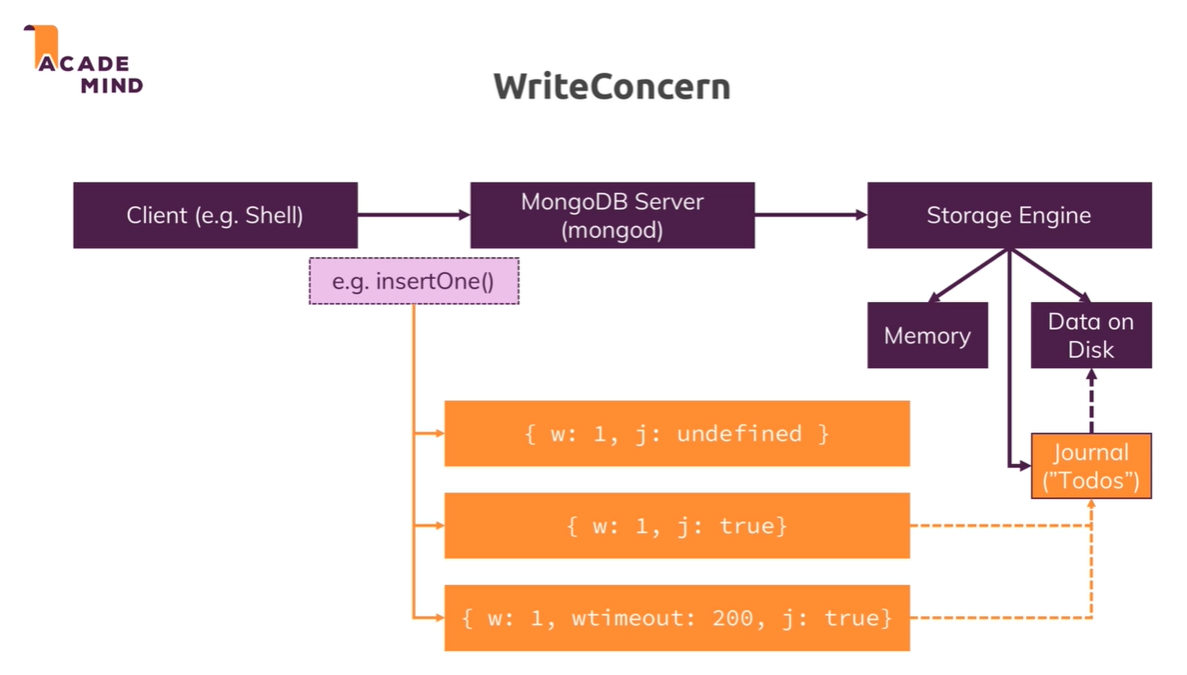 ACADE
MIND
WriteConcern
Client (e.g. Shell)
MongoDB Server
(mongod)
Storage Engine
e.g. insertOne()
Memory
Data on
Disk
{ w: 1, j: undefined }
Journal
(”Todos”)
{ w: 1, j: true}
{ w: 1, wtimeout: 200, j: true}